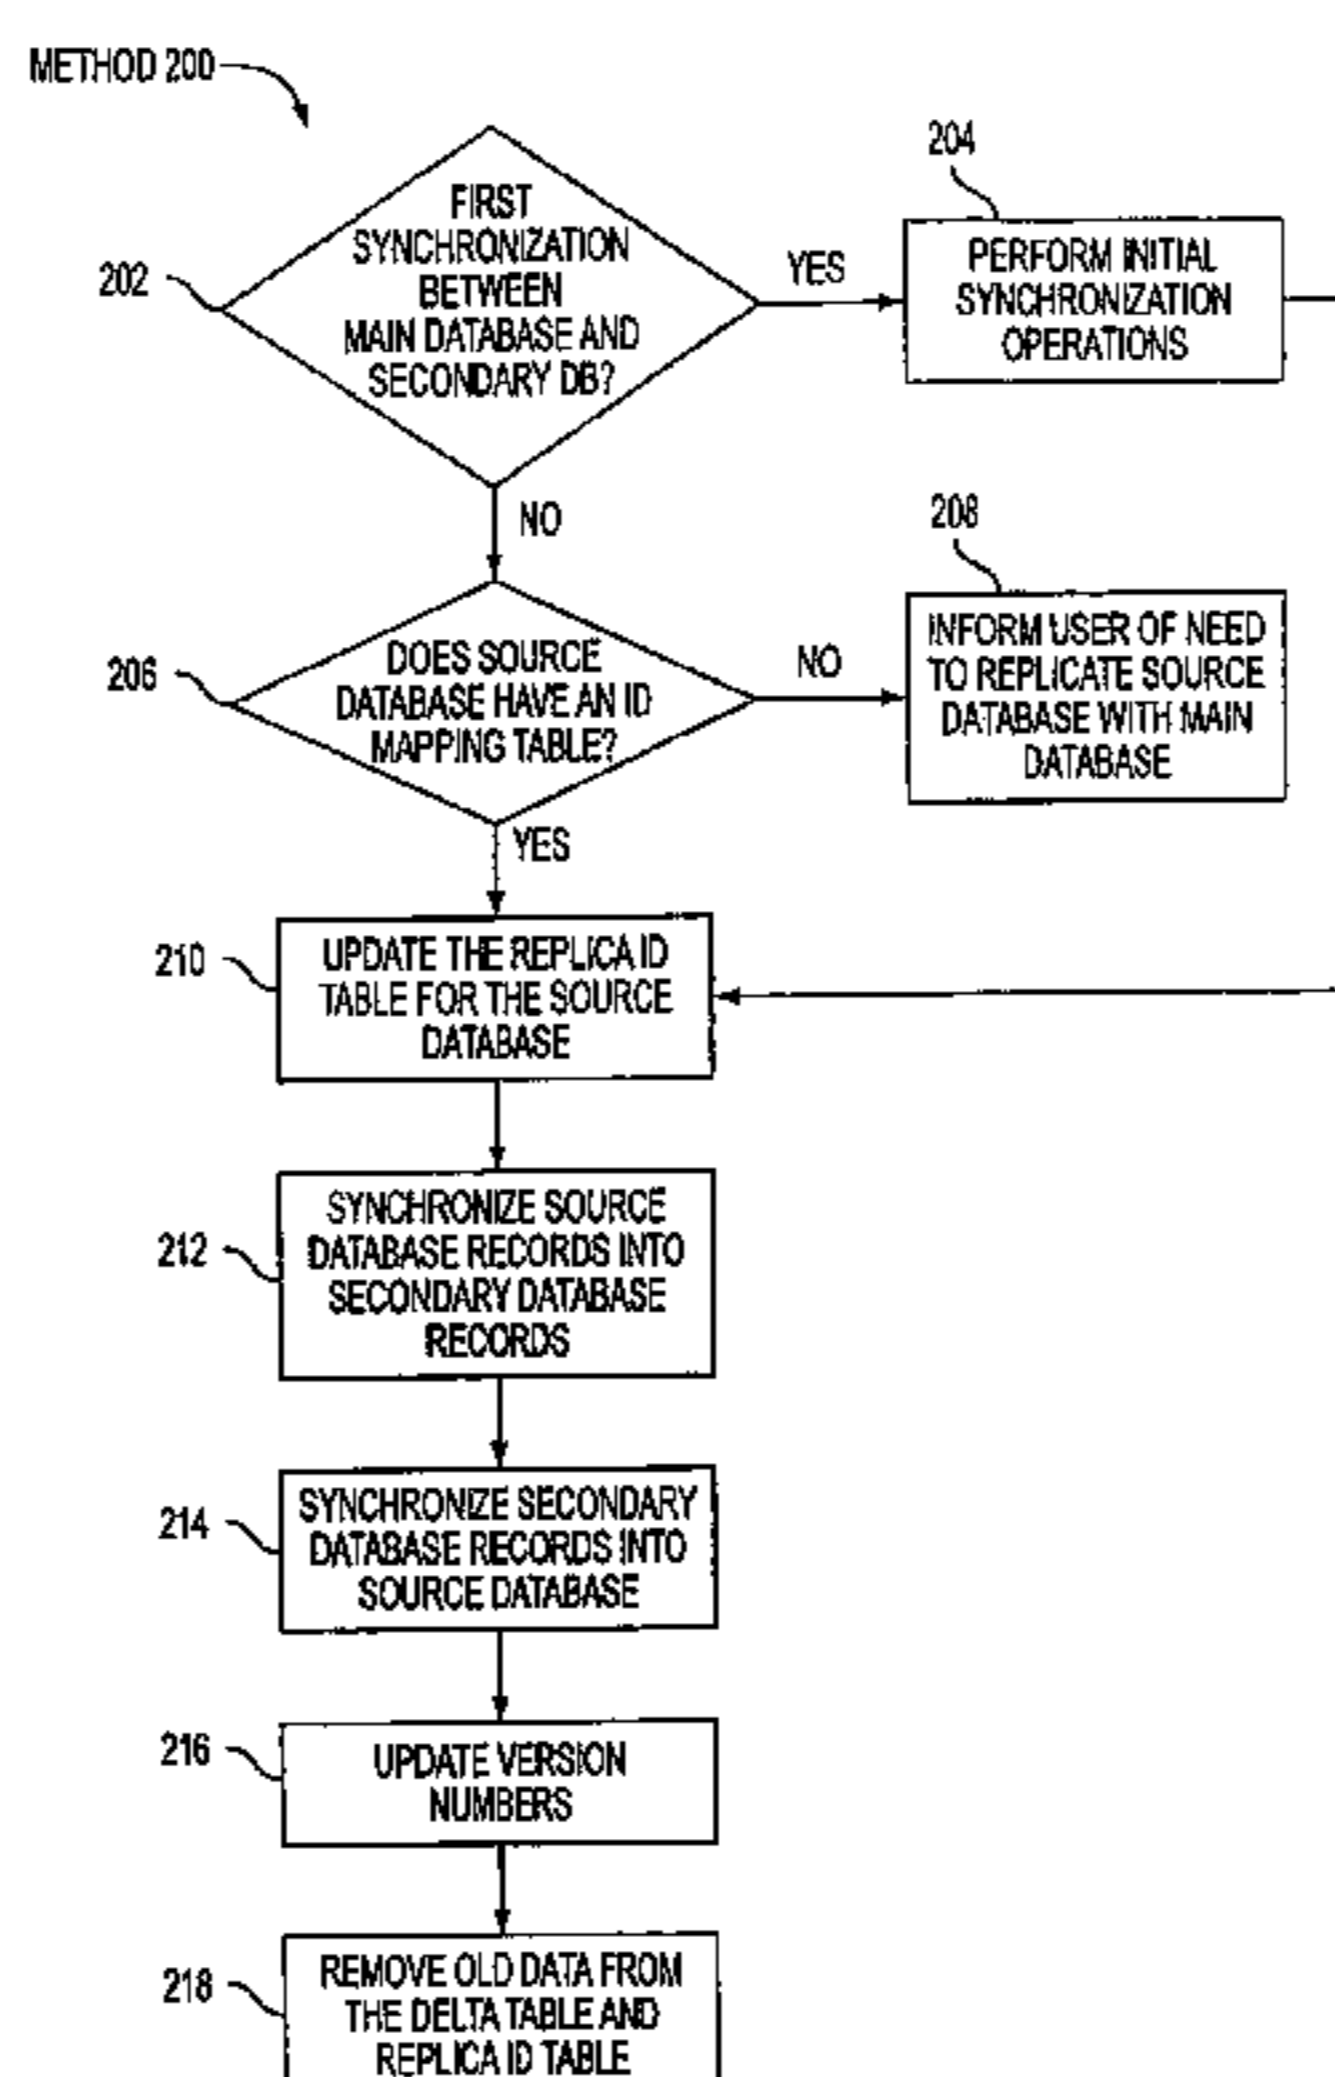 METHOD 200
204
FIRST
SYNCHRONIZATION
BETWEEN
MAIN DATABASE AND
SECONDARY DB?
202
YES
PERFORM INITIAL
SYNCHRONIZATION
OPERATIONS
NO
208
206
DOES SOURCE
DATABASE HAVE AN ID
MAPPING TABLE?
NO
INFORM USER OF NEED
TO REPLICATE SOURCE
DATABASE WITH MAIN
DATABASE
YES
210
UPDATE THE REPLICA ID
TABLE FOR THE SOURCE
DATABASE
212
SYNCHRONIZE SOURCE
DATABASE RECORDS INTO
SECONDARY DATABASE
RECORDS
214
SYNCHRONIZE SECONDARY
DATABASE RECORDS INTO
SOURCE DATABASE
216
UPDATE VERSION
NUMBERS
218
REMOVE OLD DATA FROM
THE DELTA TABLE AND
REPLICA ID TABLE